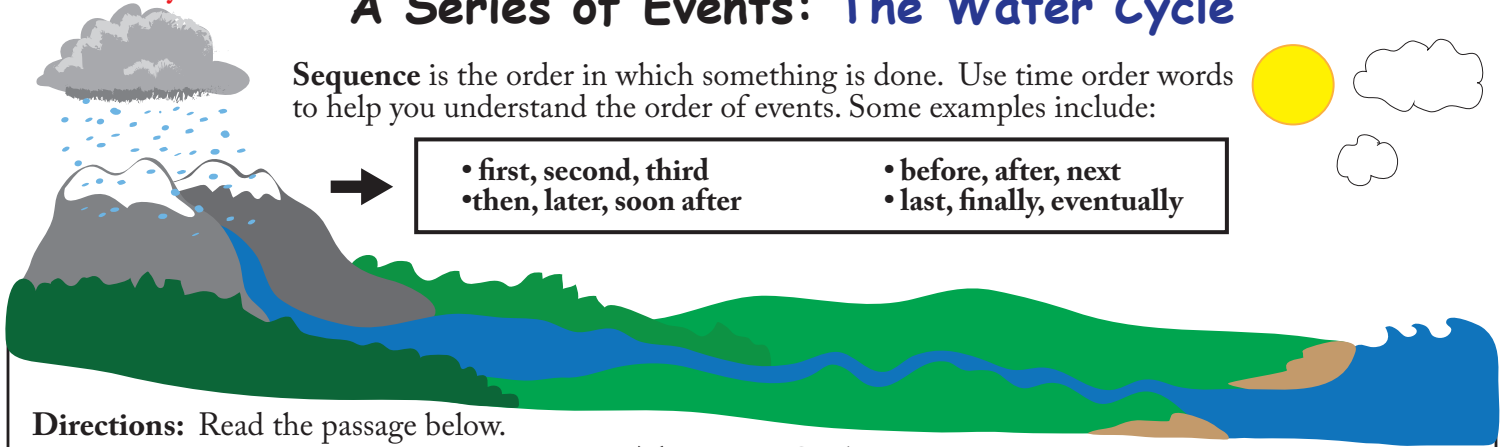 A Series of Events: The Water Cycle
Sequence is the order in which something is done. Use time order words
to help you understand the order of events. Some examples include:
• first, second, third
•then, later, soon after
• before, after, next
• last, finally, eventually
Directions: Read the passage below.